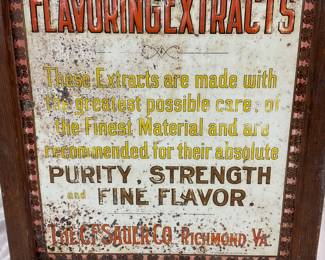 FLAVORING EXTRACTS
These Extracts are made with
the greatest possible care, of
the Finest Material and are
recommended for their absolute
PURITY, STRENGTH
and FINE FLAVOR.
THE C.F. SAUER CO. RICHMOND, VA.